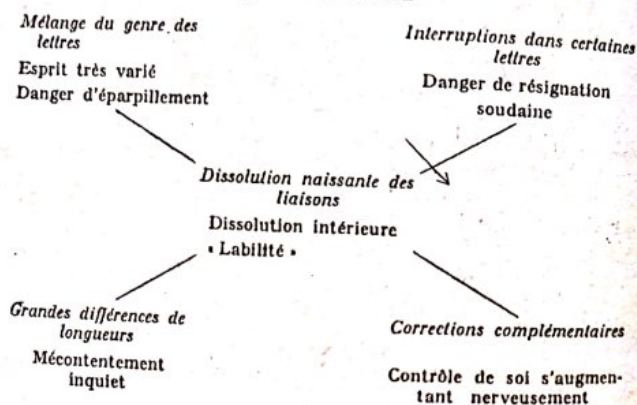 Mélange du genre des
lettres
Esprit très varié
Danger d'éparpillement
Interruptions dans certaines
lettres
Danger de résignation
soudaine
Dissolution naissante des
liaisons
Dissolution intérieure
« Labilité »
Grandes différences de
longueurs
Mécontentement
inquiet
Corrections complémentaires
Contrôle de soi s'augmen-
tant nerveusement